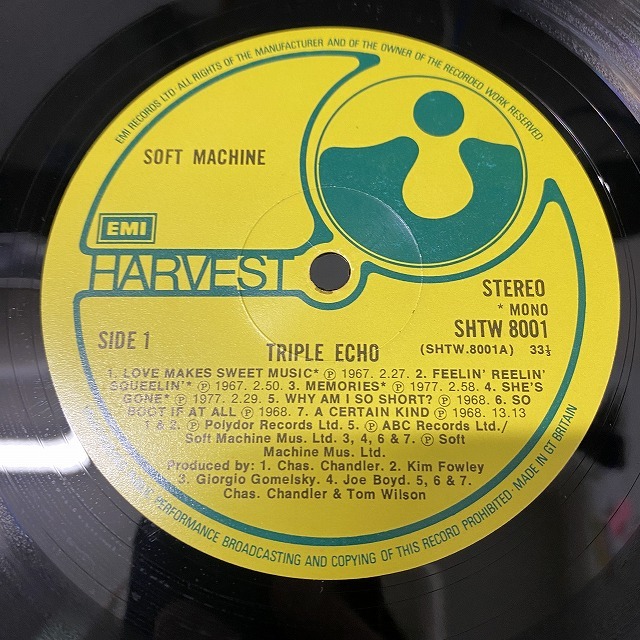 EMI RECORDS LTD · ALL RIGHTS OF THE MANUFACTURER AND OF THE OWNER OF THE RECORDED WORK RESERVED·
SOFT MACHINE
EMI
HARVEST
STEREO
* MONO
SHTW 8001
(SHTW.8001A) 33⅓
SIDE 1
TRIPLE ECHO
1. LOVE MAKES SWEET MUSIC* ℗ 1967. 2.27. 2. FEELIN' REELIN'
SQUEELIN'* ℗ 1967. 2.50. 3. MEMORIES* ℗ 1977. 2.58. 4. SHE'S
GONE* ℗ 1977. 2.29. 5. WHY AM I SO SHORT? ℗ 1968. 6. SO
BOOT IF AT ALL ℗ 1968. 7. A CERTAIN KIND ℗ 1968. 13.13
1 & 2. ℗ Polydor Records Ltd. 5. ℗ ABC Records Ltd./
Soft Machine Mus. Ltd. 3, 4, 6 & 7. ℗ Soft
Machine Mus. Ltd.
Produced by: 1. Chas. Chandler. 2. Kim Fowley
3. Giorgio Gomelsky. 4. Joe Boyd. 5, 6 & 7.
Chas. Chandler & Tom Wilson
PERFORMANCE BROADCASTING AND COPYING OF THIS RECORD PROHIBITED · MADE IN GT BRITAIN